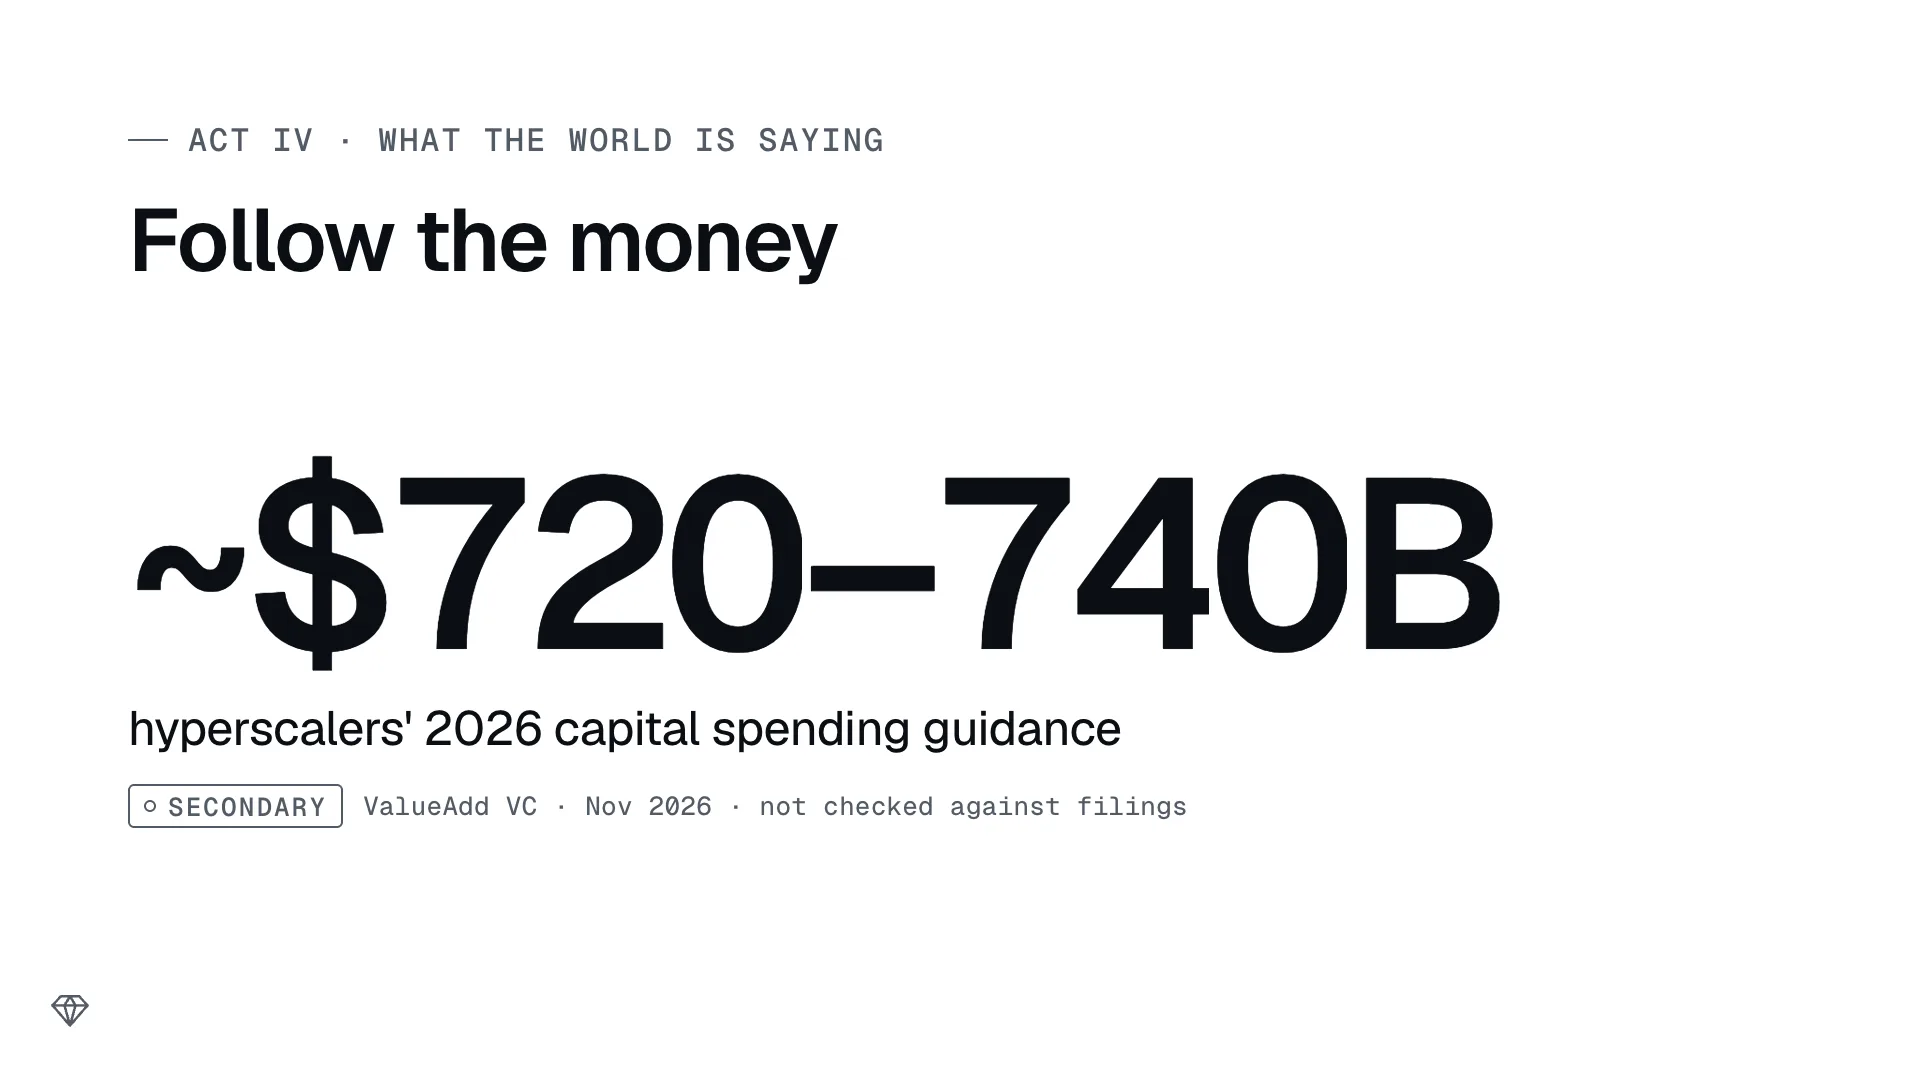 ACT IV · WHAT THE WORLD IS SAYING
Follow the money
~$720–740B
hyperscalers' 2026 capital spending guidance
SECONDARY ValueAdd VC · Nov 2026 · not checked against filings